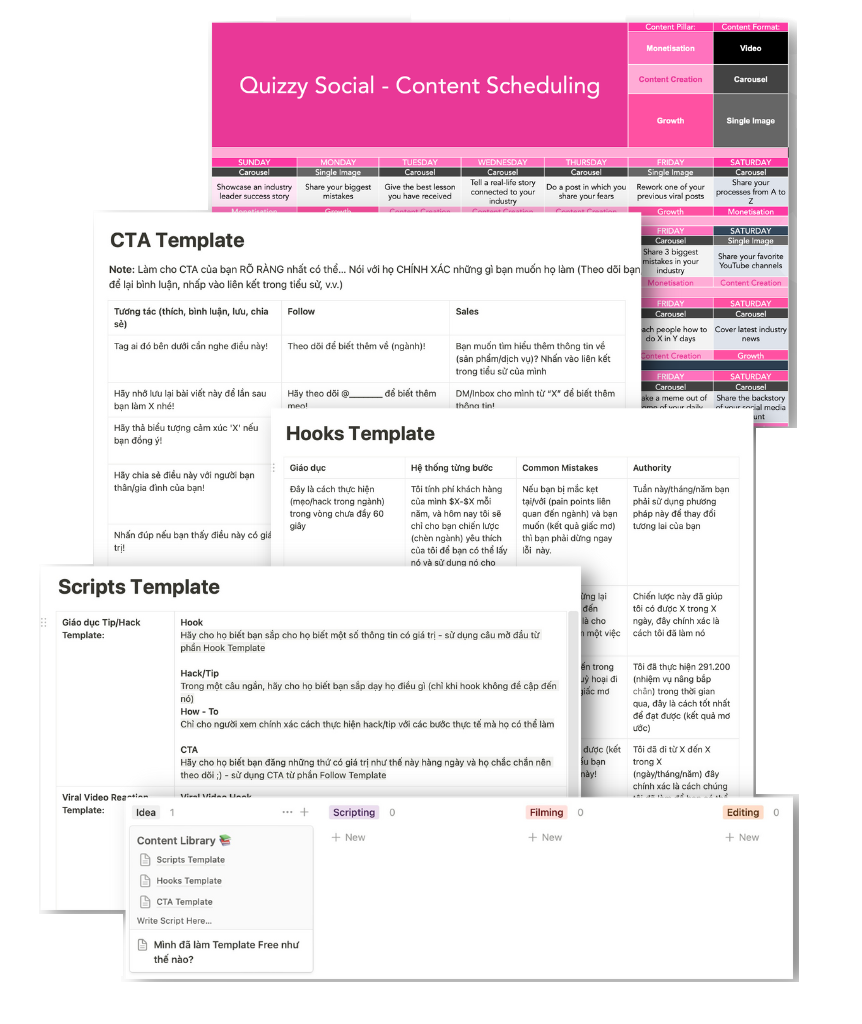 Quizzy Social - Content Scheduling
Content Pillar:
Content Format:
Monetisation
Video
Content Creation
Carousel
Growth
Single Image
SUNDAY
MONDAY
TUESDAY
WEDNESDAY
THURSDAY
FRIDAY
SATURDAY
Carousel
Single Image
Carousel
Carousel
Carousel
Single Image
Carousel
Showcase an industry
leader success story
Share your biggest
mistakes
Give the best lesson
you have received
Tell a real-life story
connected to your
industry
Do a post in which you
share your fears
Rework one of your
previous viral posts
Share your
processes from A to
Z
Monetisation
Growth
Content Creation
Content Creation
Content Creation
Growth
Monetisation
FRIDAY
SATURDAY
Carousel
Single Image
Share 3 biggest
mistakes in your
industry
Share your favorite
YouTube channels
Monetisation
Content Creation
FRIDAY
SATURDAY
Carousel
Carousel
people how to
do X in Y days
Cover latest industry
news
Content Creation
Growth
FRIDAY
SATURDAY
Carousel
Carousel
a meme out of
of your daily
Share the backstory
of your social media
CTA Template
Note: Làm cho CTA của bạn RÕ RÀNG nhất có thể... Nói với họ CHÍNH XÁC những gì bạn muốn họ làm (Theo dõi bạn
để lại bình luận, nhấp vào liên kết trong tiểu sử, v.v.)
Tương tác (thích, bình luận, lưu, chia
sẻ)
Follow
Sales
Tag ai đó bên dưới cần nghe điều này!
Theo dõi để biết thêm về (ngành)!
Bạn muốn tìm hiểu thêm thông tin về
(sản phẩm/dịch vụ)? Nhấn vào liên kết
trong tiểu sử của mình
Hãy nhớ lưu lại bài viết này để lần sau
bạn làm X nhé!
Hãy theo dõi @________ để biết thêm
mẹo!
DM/Inbox cho mình từ "X" để biết thêm
thông tin!
Hãy thả biểu tượng cảm xúc 'X' nếu
bạn đồng ý!
Hãy chia sẻ điều này với người bạn
thân/gia đình của bạn!
Nhấn đúp nếu bạn thấy điều này có giá
trị!
Hooks Template
Giáo dục
Hệ thống từng bước
Common Mistakes
Authority
Đây là cách thực hiện
(mẹo/hack trong ngành)
trong vòng chưa đầy 60
giây
Tôi tính phí khách hàng
của mình $X-$X mỗi
năm, và hôm nay tôi sẽ
chỉ cho bạn chiến lược
(chèn ngành) yêu thích
của tôi để bạn có thể lấy
nó và sử dụng nó cho
Nếu bạn bị mắc kẹt
tại/với (pain points liên
quan đến ngành) và bạn
muốn (kết quả giấc mơ)
thì bạn phải dừng ngay
lỗi này.
Tuần này/tháng/năm bạn
phải sử dụng phương
pháp này để thay đổi
tương lai của bạn
lại
đến
là cho
một việc
Chiến lược này đã giúp
tôi có được X trong X
ngày, đây chính xác là
cách tôi đã làm nó
trong
hoại đi
giấc mơ
Tôi đã thực hiện 291.200
(nhiệm vụ nâng bắp
chân) trong thời gian
qua, đây là cách tốt nhất
để đạt được (kết quả mơ
ước)
được (kết
bạn
này!
Tôi đã đi từ X đến X
trong X
(ngày/tháng/năm) đây
chính xác là cách chúng
Scripts Template
Giáo dục Tip/Hack
Template:
Hook
Hãy cho họ biết bạn sắp cho họ biết một số thông tin có giá trị - sử dụng câu mở đầu từ
phần Hook Template
Hack/Tip
Trong một câu ngắn, hãy cho họ biết bạn sắp dạy họ điều gì (chỉ khi hook không đề cập đến
nó)
How - To
Chỉ cho người xem chính xác cách thực hiện hack/tip với các bước thực tế mà họ có thể làm
CTA
Hãy cho họ biết bạn đăng những thứ có giá trị như thế này hàng ngày và họ chắc chắn nên
theo dõi ;) - sử dụng CTA từ phần Follow Template
Viral Video Reaction
Template:
Viral Video Hook
Idea 1 ••• +
Scripting 0
Filming 0
Editing 0
+ New
+ New
+ New
Content Library 📚
Scripts Template
Hooks Template
CTA Template
Write Script Here...
Mình đã làm Template Free như
thế nào?